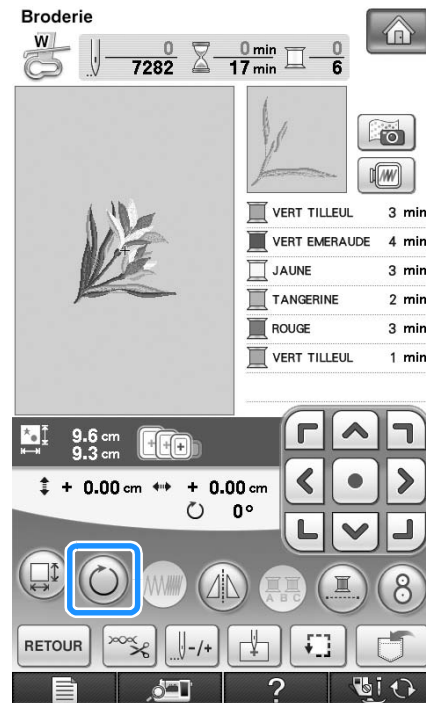 Broderie
W
0 0 min 0
7282 17 min 6
VERT TILLEUL 3 min
VERT EMERAUDE 4 min
JAUNE 3 min
TANGERINE 2 min
ROUGE 3 min
VERT TILLEUL 1 min
9.6 cm
9.3 cm
+ 0.00 cm + 0.00 cm
0°
A B C
8
RETOUR
-/+
?